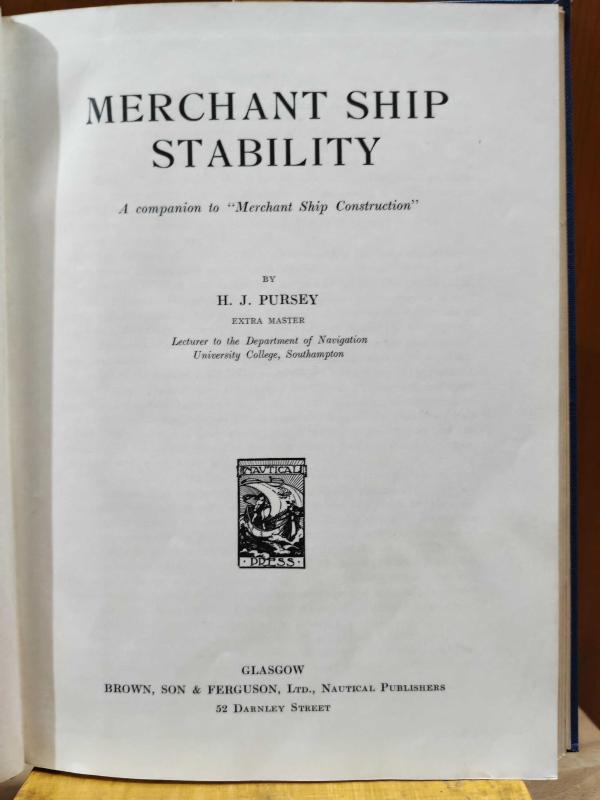 MERCHANT SHIP
STABILITY
A companion to "Merchant Ship Construction"
BY
H. J. PURSEY
EXTRA MASTER
Lecturer to the Department of Navigation
University College, Southampton
NAUTICAL
PRESS
GLASGOW
BROWN, SON & FERGUSON, LTD., NAUTICAL PUBLISHERS
52 DARNLEY STREET